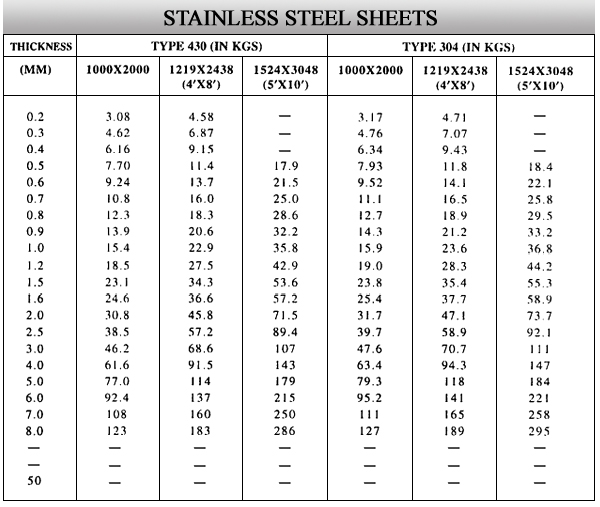 STAINLESS STEEL SHEETS
THICKNESS TYPE 430 (IN KGS) TYPE 304 (IN KGS)
(MM) 1000X2000 1219X2438 1524X3048 1000X2000 1219X2438 1524X3048
(4'X8') (5'X10') (4'X8') (5'X10')
0.2 3.08 4.58 — 3.17 4.71 —
0.3 4.62 6.87 — 4.76 7.07 —
0.4 6.16 9.15 — 6.34 9.43 —
0.5 7.70 11.4 17.9 7.93 11.8 18.4
0.6 9.24 13.7 21.5 9.52 14.1 22.1
0.7 10.8 16.0 25.0 11.1 16.5 25.8
0.8 12.3 18.3 28.6 12.7 18.9 29.5
0.9 13.9 20.6 32.2 14.3 21.2 33.2
1.0 15.4 22.9 35.8 15.9 23.6 36.8
1.2 18.5 27.5 42.9 19.0 28.3 44.2
1.5 23.1 34.3 53.6 23.8 35.4 55.3
1.6 24.6 36.6 57.2 25.4 37.7 58.9
2.0 30.8 45.8 71.5 31.7 47.1 73.7
2.5 38.5 57.2 89.4 39.7 58.9 92.1
3.0 46.2 68.6 107 47.6 70.7 111
4.0 61.6 91.5 143 63.4 94.3 147
5.0 77.0 114 179 79.3 118 184
6.0 92.4 137 215 95.2 141 221
7.0 108 160 250 111 165 258
8.0 123 183 286 127 189 295
— — — — — — —
— — — — — — —
50 — — — — — —